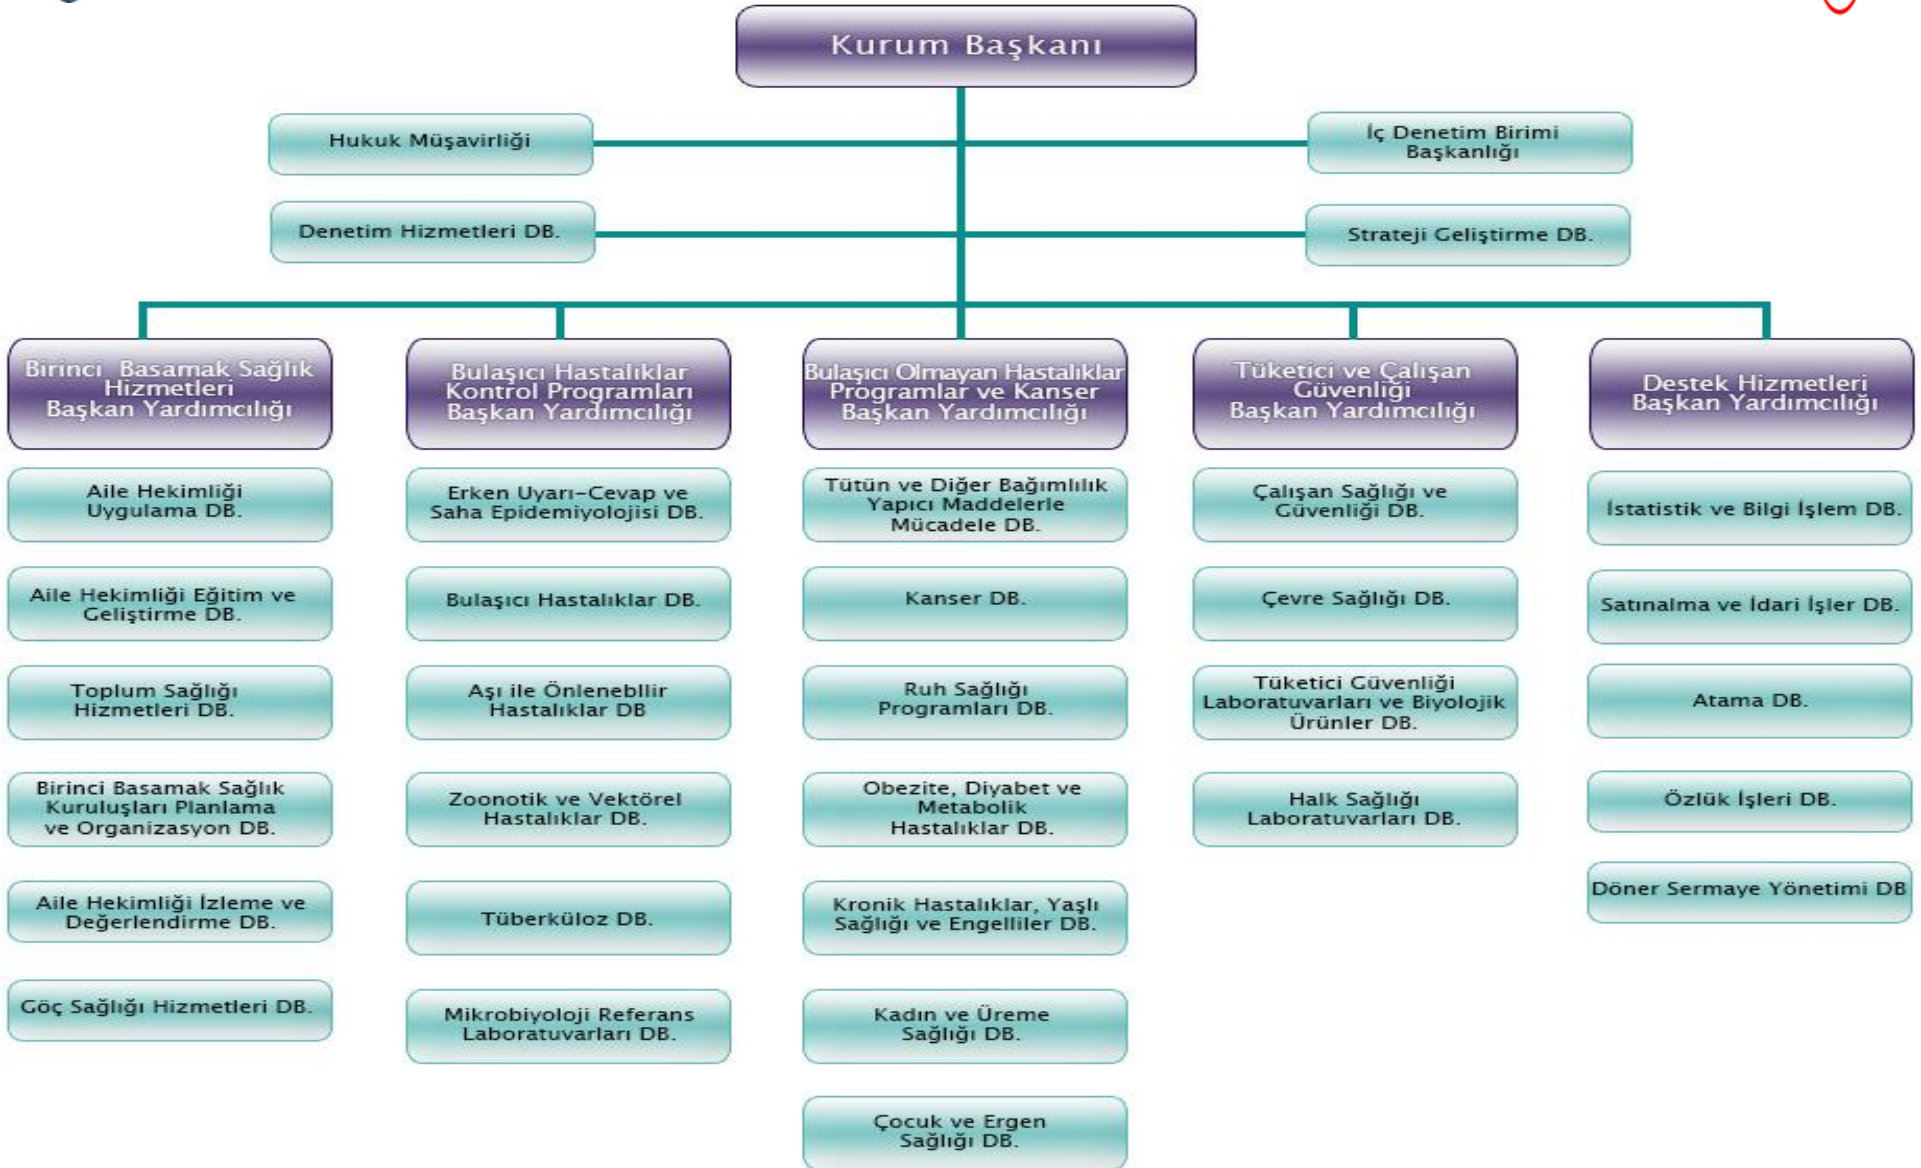 Kurum Başkanı
Hukuk Müşavirliği
İç Denetim Birimi
Başkanlığı
Denetim Hizmetleri DB.
Strateji Geliştirme DB.
Birinci Basamak Sağlık
Hizmetleri
Başkan Yardımcılığı
Aile Hekimliği
Uygulama DB.
Aile Hekimliği Eğitim ve
Geliştirme DB.
Toplum Sağlığı
Hizmetleri DB.
Birinci Basamak Sağlık
Kuruluşları Planlama
ve Organizasyon DB.
Aile Hekimliği İzleme ve
Değerlendirme DB.
Göç Sağlığı Hizmetleri DB.
Bulaşıcı Hastalıklar
Kontrol Programları
Başkan Yardımcılığı
Erken Uyarı-Cevap ve
Saha Epidemiyolojisi DB.
Bulaşıcı Hastalıklar DB.
Aşı ile Önlenebllir
Hastalıklar DB
Zoonotik ve Vektörel
Hastalıklar DB.
Tüberküloz DB.
Mikrobiyoloji Referans
Laboratuvarları DB.
Bulaşıcı Olmayan Hastalıklar
Programlar ve Kanser
Başkan Yardımcılığı
Tütün ve Diğer Bağımlılık
Yapıcı Maddelerle
Mücadele DB.
Kanser DB.
Ruh Sağlığı
Programları DB.
Obezite, Diyabet ve
Metabolik
Hastalıklar DB.
Kronik Hastalıklar, Yaşlı
Sağlığı ve Engelliler DB.
Kadın ve Üreme
Sağlığı DB.
Çocuk ve Ergen
Sağlığı DB.
Tüketici ve Çalışan
Güvenliği
Başkan Yardımcılığı
Çalışan Sağlığı ve
Güvenliği DB.
Çevre Sağlığı DB.
Tüketici Güvenliği
Laboratuvarları ve Biyolojik
Ürünler DB.
Halk Sağlığı
Laboratuvarları DB.
Destek Hizmetleri
Başkan Yardımcılığı
İstatistik ve Bilgi İşlem DB.
Satınalma ve İdari İşler DB.
Atama DB.
Özlük İşleri DB.
Döner Sermaye Yönetimi DB